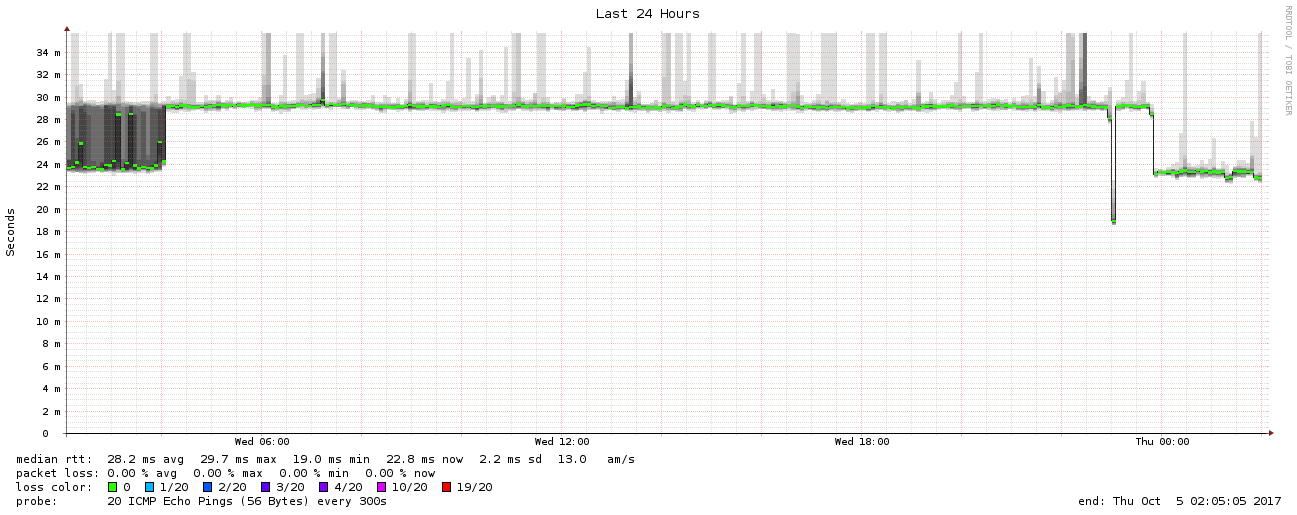 Last 24 Hours
RRDTOOL / TOBI OETIKER
Seconds
34 m
32 m
30 m
28 m
26 m
24 m
22 m
20 m
18 m
16 m
14 m
12 m
10 m
8 m
6 m
4 m
2 m
0
Wed 06:00 Wed 12:00 Wed 18:00 Thu 00:00
median rtt: 28.2 ms avg 29.7 ms max 19.0 ms min 22.8 ms now 2.2 ms sd 13.0 am/s
packet loss: 0.00 % avg 0.00 % max 0.00 % min 0.00 % now
loss color: 0 1/20 2/20 3/20 4/20 10/20 19/20
probe: 20 ICMP Echo Pings (56 Bytes) every 300s end: Thu Oct 5 02:05:05 2017